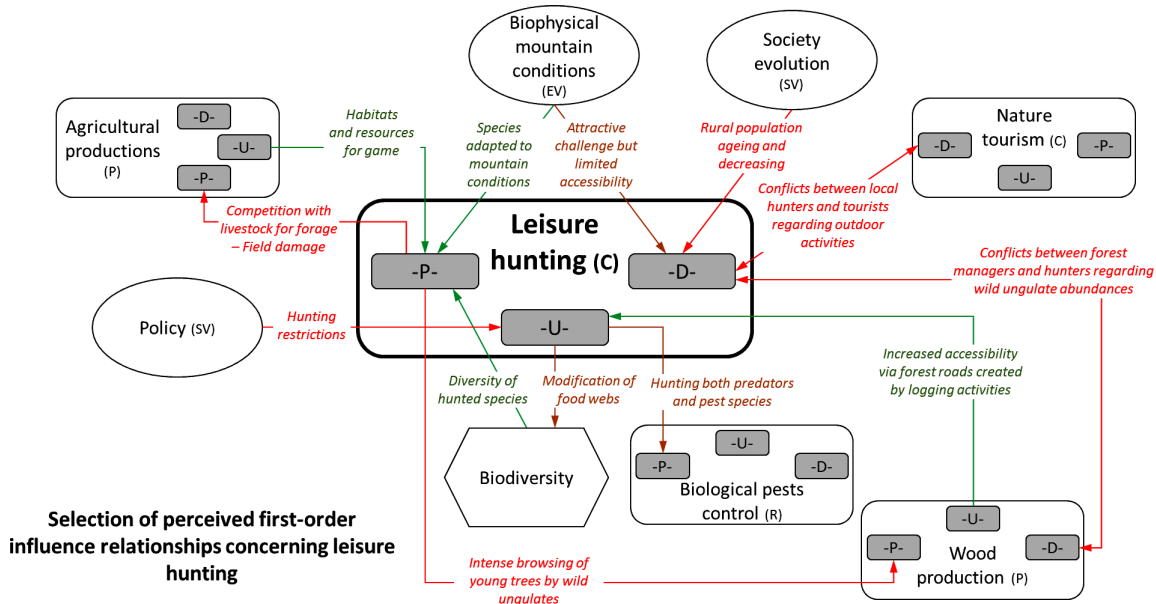 Biophysical
mountain
conditions
(EV)
Society
evolution
(SV)
Agricultural
productions
(P)
-D-
-U-
-P-
Habitats
and resources
for game
Species
adapted to
mountain
conditions
Attractive
challenge but
limited
accessibility
Rural population
ageing and
decreasing
Nature
tourism (C)
-D-
-P-
-U-
Conflicts between local
hunters and tourists
regarding outdoor
activities
Competition with
livestock for forage
– Field damage
Leisure
hunting (C)
-P-
-D-
-U-
Conflicts between forest
managers and hunters regarding
wild ungulate abundances
Policy (SV)
Hunting
restrictions
Diversity of
hunted species
Modification of
food webs
Hunting both predators
and pest species
Increased accessibility
via forest roads created
by logging activities
Biodiversity
-U-
-P-
-D-
Biological pests
control (R)
Selection of perceived first-order
influence relationships concerning leisure
hunting
Intense browsing of
young trees by wild
ungulates
-U-
-P-
-D-
Wood
production (P)